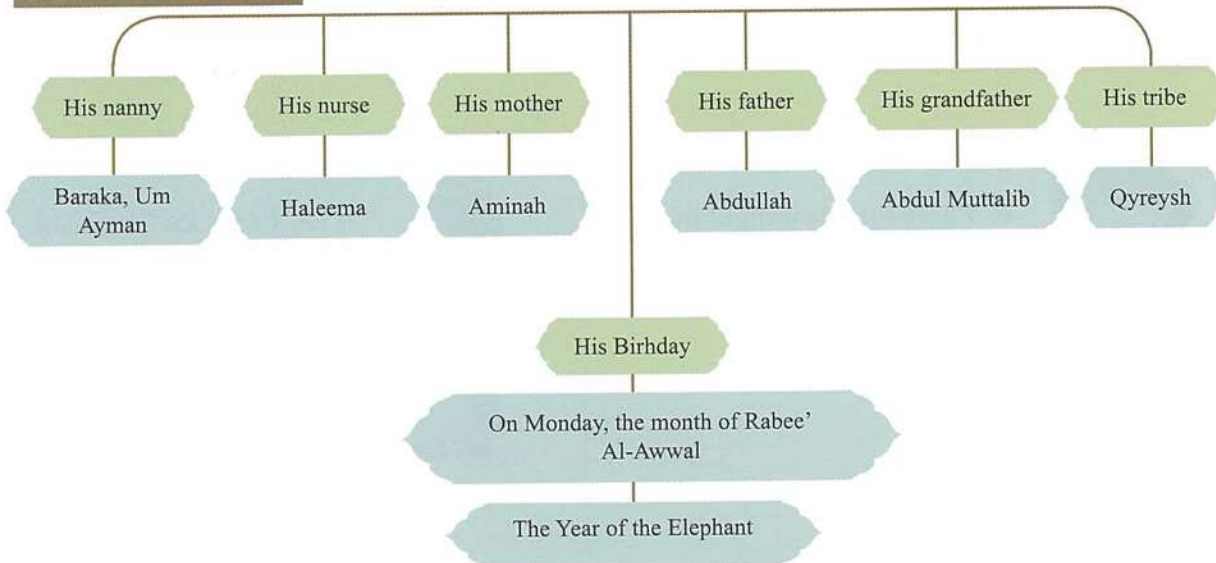 His nanny
His nurse
His mother
His father
His grandfather
His tribe
Baraka, Um
Ayman
Haleema
Aminah
Abdullah
Abdul Muttalib
Qyreysh
His Birhday
On Monday, the month of Rabee’
Al-Awwal
The Year of the Elephant